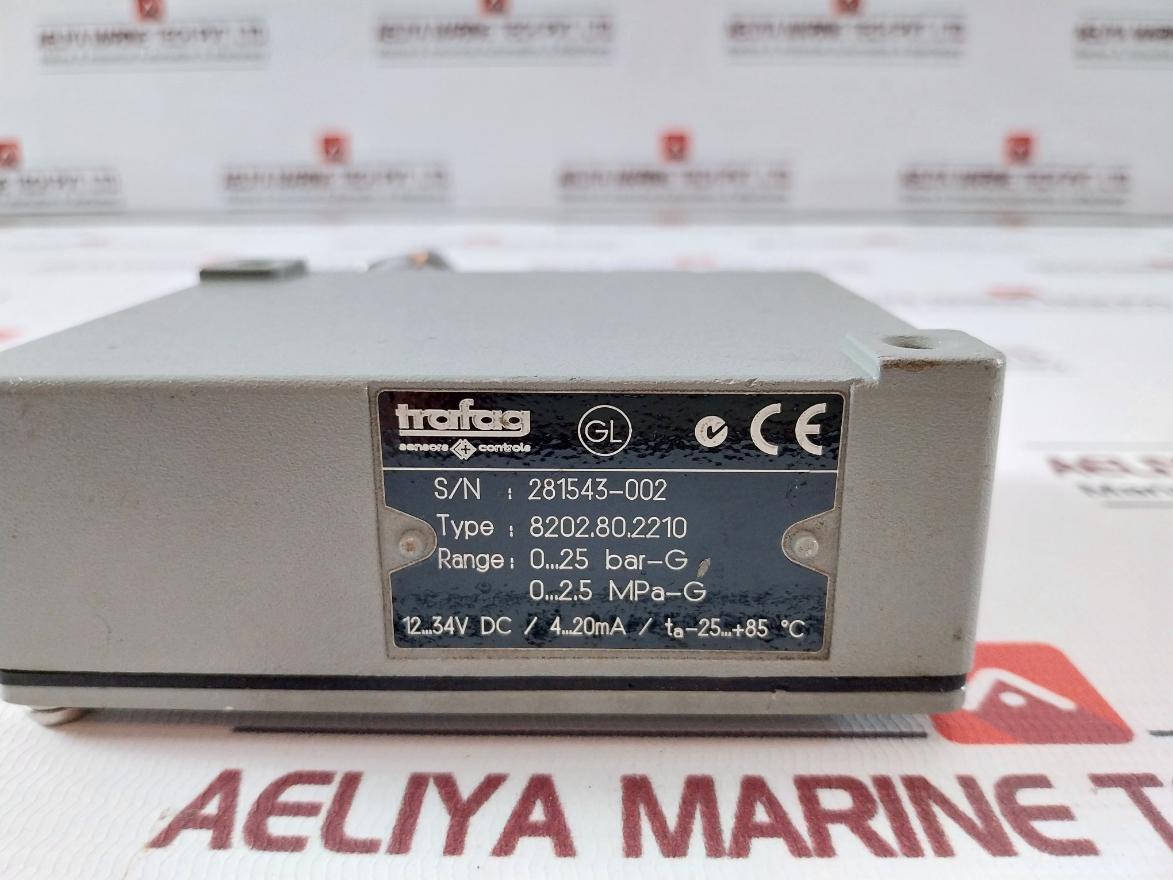 trafag
sensors controls
GL
CE
S/N : 281543-002
Type : 8202.80.2210
Range: 0...25 bar-G
0...2.5 MPa-G
12...34V DC / 4...20mA / ta-25...+85 °C
AELIYA MARINE T